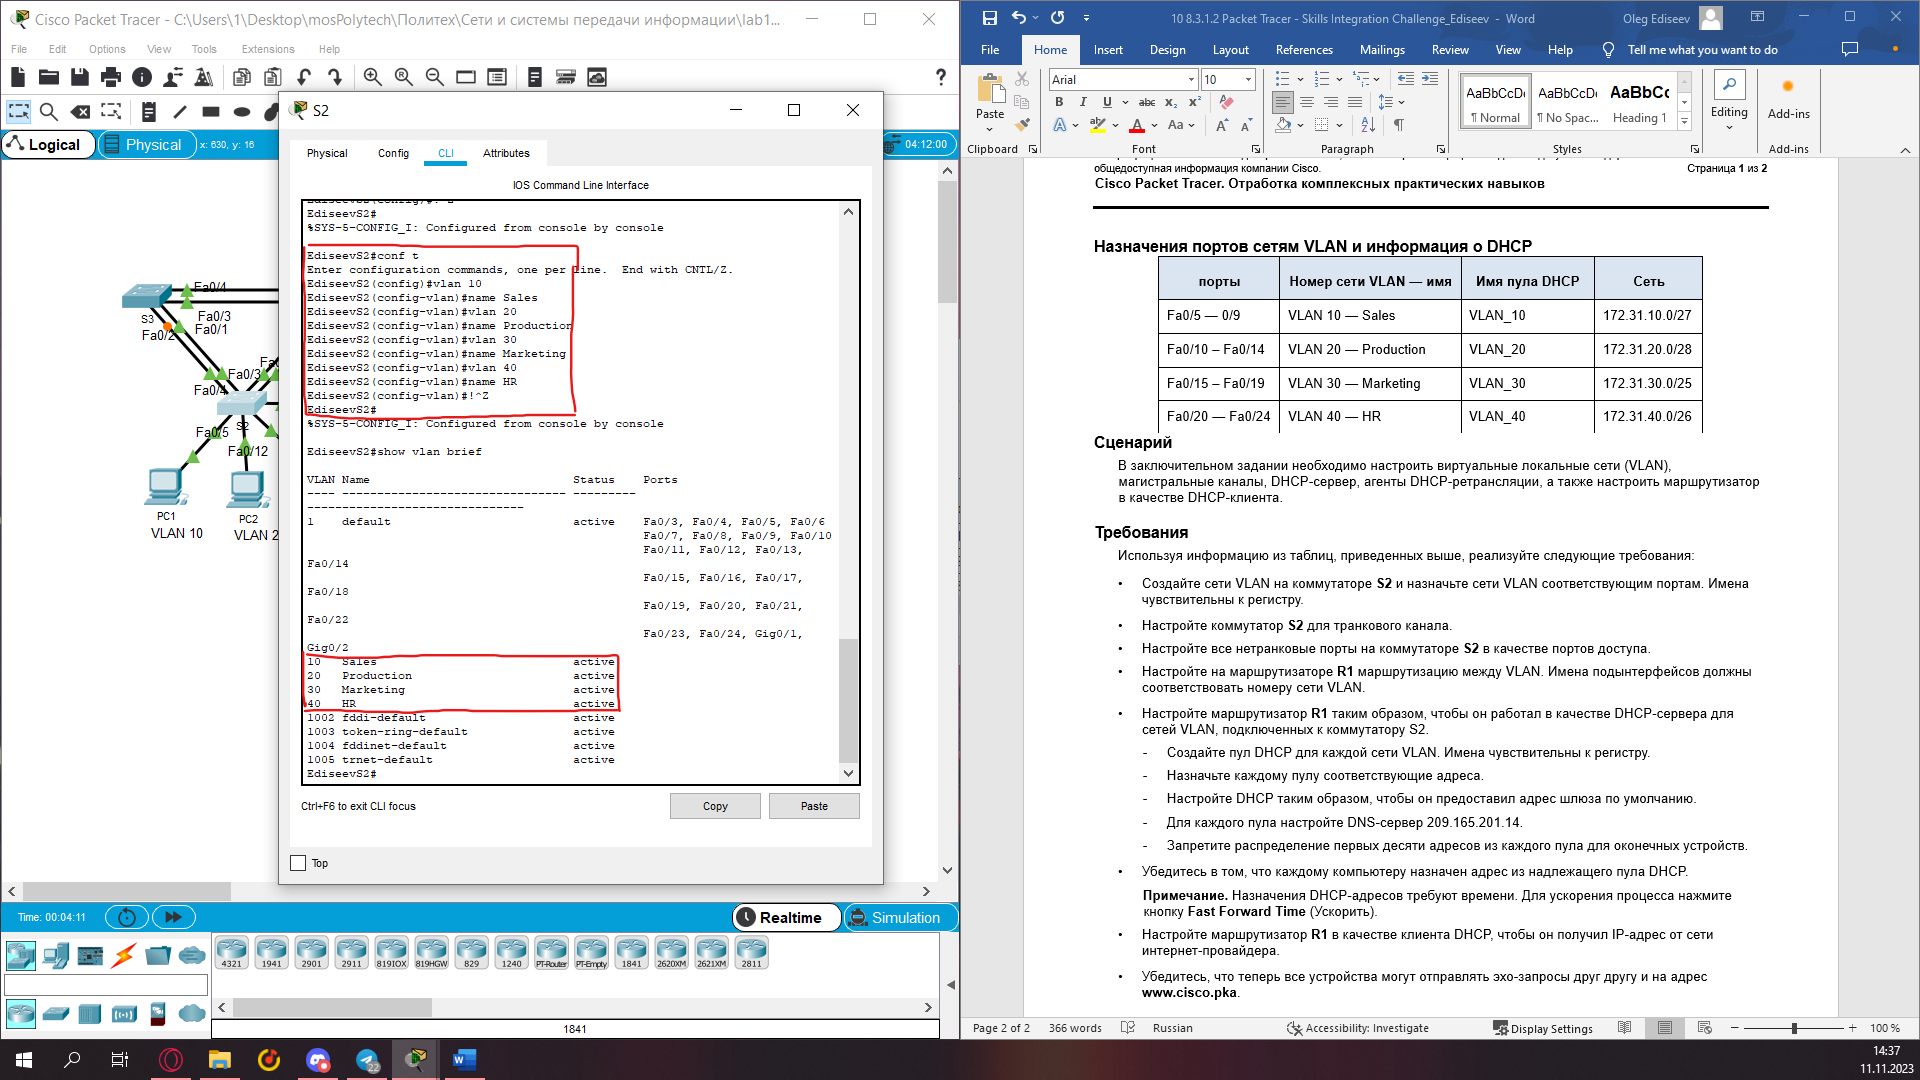 Cisco Packet Tracer - C:\Users\1\Desktop\mosPolytech\Политех\Сети и системы передачи информации\lab1...
File Edit Options View Tools Extensions Help
Logical
Physical
x: 630, y: 16
04:12:00
Fa0/4
Fa0/3
S3
Fa0/1
Fa0/2
Fa0/3
Fa0/4
S2
Fa0/5
Fa0/12
PC1
PC2
VLAN 10
VLAN 2
S2
Physical Config CLI Attributes
IOS Command Line Interface
EdiseevS2#
%SYS-5-CONFIG_I: Configured from console by console
EdiseevS2#conf t
Enter configuration commands, one per line.  End with CNTL/Z.
EdiseevS2(config)#vlan 10
EdiseevS2(config-vlan)#name Sales
EdiseevS2(config-vlan)#vlan 20
EdiseevS2(config-vlan)#name Production
EdiseevS2(config-vlan)#vlan 30
EdiseevS2(config-vlan)#name Marketing
EdiseevS2(config-vlan)#vlan 40
EdiseevS2(config-vlan)#name HR
EdiseevS2(config-vlan)#!^Z
EdiseevS2#
%SYS-5-CONFIG_I: Configured from console by console
EdiseevS2#show vlan brief
VLAN Name Status Ports
---- -------------------------------- ---------
-------------------------------
1 default active Fa0/3, Fa0/4, Fa0/5, Fa0/6
Fa0/7, Fa0/8, Fa0/9, Fa0/10
Fa0/11, Fa0/12, Fa0/13,
Fa0/14
Fa0/15, Fa0/16, Fa0/17,
Fa0/18
Fa0/19, Fa0/20, Fa0/21,
Fa0/22
Fa0/23, Fa0/24, Gig0/1,
Gig0/2
10 Sales active
20 Production active
30 Marketing active
40 HR active
1002 fddi-default active
1003 token-ring-default active
1004 fddinet-default active
1005 trnet-default active
EdiseevS2#
Ctrl+F6 to exit CLI focus
Copy
Paste
Top
Time: 00:04:11
Realtime
Simulation
4321 1941 2901 2911 819IOX 819HGW 829 1240 PT-Router PT-Empty 1841 2620XM 2621XM 2811
1841
10 8.3.1.2 Packet Tracer - Skills Integration Challenge_Ediseev - Word
Oleg Ediseev
File Home Insert Design Layout References Mailings Review View Help Tell me what you want to do
Paste
Arial
10
AaBbCcDı AaBbCcDı AaBbCc
¶ Normal ¶ No Spac... Heading 1
Editing
Add-ins
Clipboard Font Paragraph Styles Add-ins
общедоступная информация компании Cisco.
Страница 1 из 2
Cisco Packet Tracer. Отработка комплексных практических навыков
Назначения портов сетям VLAN и информация о DHCP
порты Номер сети VLAN — имя Имя пула DHCP Сеть
Fa0/5 — 0/9 VLAN 10 — Sales VLAN_10 172.31.10.0/27
Fa0/10 – Fa0/14 VLAN 20 — Production VLAN_20 172.31.20.0/28
Fa0/15 – Fa0/19 VLAN 30 — Marketing VLAN_30 172.31.30.0/25
Fa0/20 — Fa0/24 VLAN 40 — HR VLAN_40 172.31.40.0/26
Сценарий
В заключительном задании необходимо настроить виртуальные локальные сети (VLAN),
магистральные каналы, DHCP-сервер, агенты DHCP-ретрансляции, а также настроить маршрутизатор
в качестве DHCP-клиента.
Требования
Используя информацию из таблиц, приведенных выше, реализуйте следующие требования:
• Создайте сети VLAN на коммутаторе S2 и назначьте сети VLAN соответствующим портам. Имена
чувствительны к регистру.
• Настройте коммутатор S2 для транкового канала.
• Настройте все нетранковые порты на коммутаторе S2 в качестве портов доступа.
• Настройте на маршрутизаторе R1 маршрутизацию между VLAN. Имена подынтерфейсов должны
соответствовать номеру сети VLAN.
• Настройте маршрутизатор R1 таким образом, чтобы он работал в качестве DHCP-сервера для
сетей VLAN, подключенных к коммутатору S2.
- Создайте пул DHCP для каждой сети VLAN. Имена чувствительны к регистру.
- Назначьте каждому пулу соответствующие адреса.
- Настройте DHCP таким образом, чтобы он предоставил адрес шлюза по умолчанию.
- Для каждого пула настройте DNS-сервер 209.165.201.14.
- Запретите распределение первых десяти адресов из каждого пула для оконечных устройств.
• Убедитесь в том, что каждому компьютеру назначен адрес из надлежащего пула DHCP.
Примечание. Назначения DHCP-адресов требуют времени. Для ускорения процесса нажмите
кнопку Fast Forward Time (Ускорить).
• Настройте маршрутизатор R1 в качестве клиента DHCP, чтобы он получил IP-адрес от сети
интернет-провайдера.
• Убедитесь, что теперь все устройства могут отправлять эхо-запросы друг другу и на адрес
www.cisco.pka.
Page 2 of 2 366 words Russian Accessibility: Investigate Display Settings 100 %
22
14:37
11.11.2023